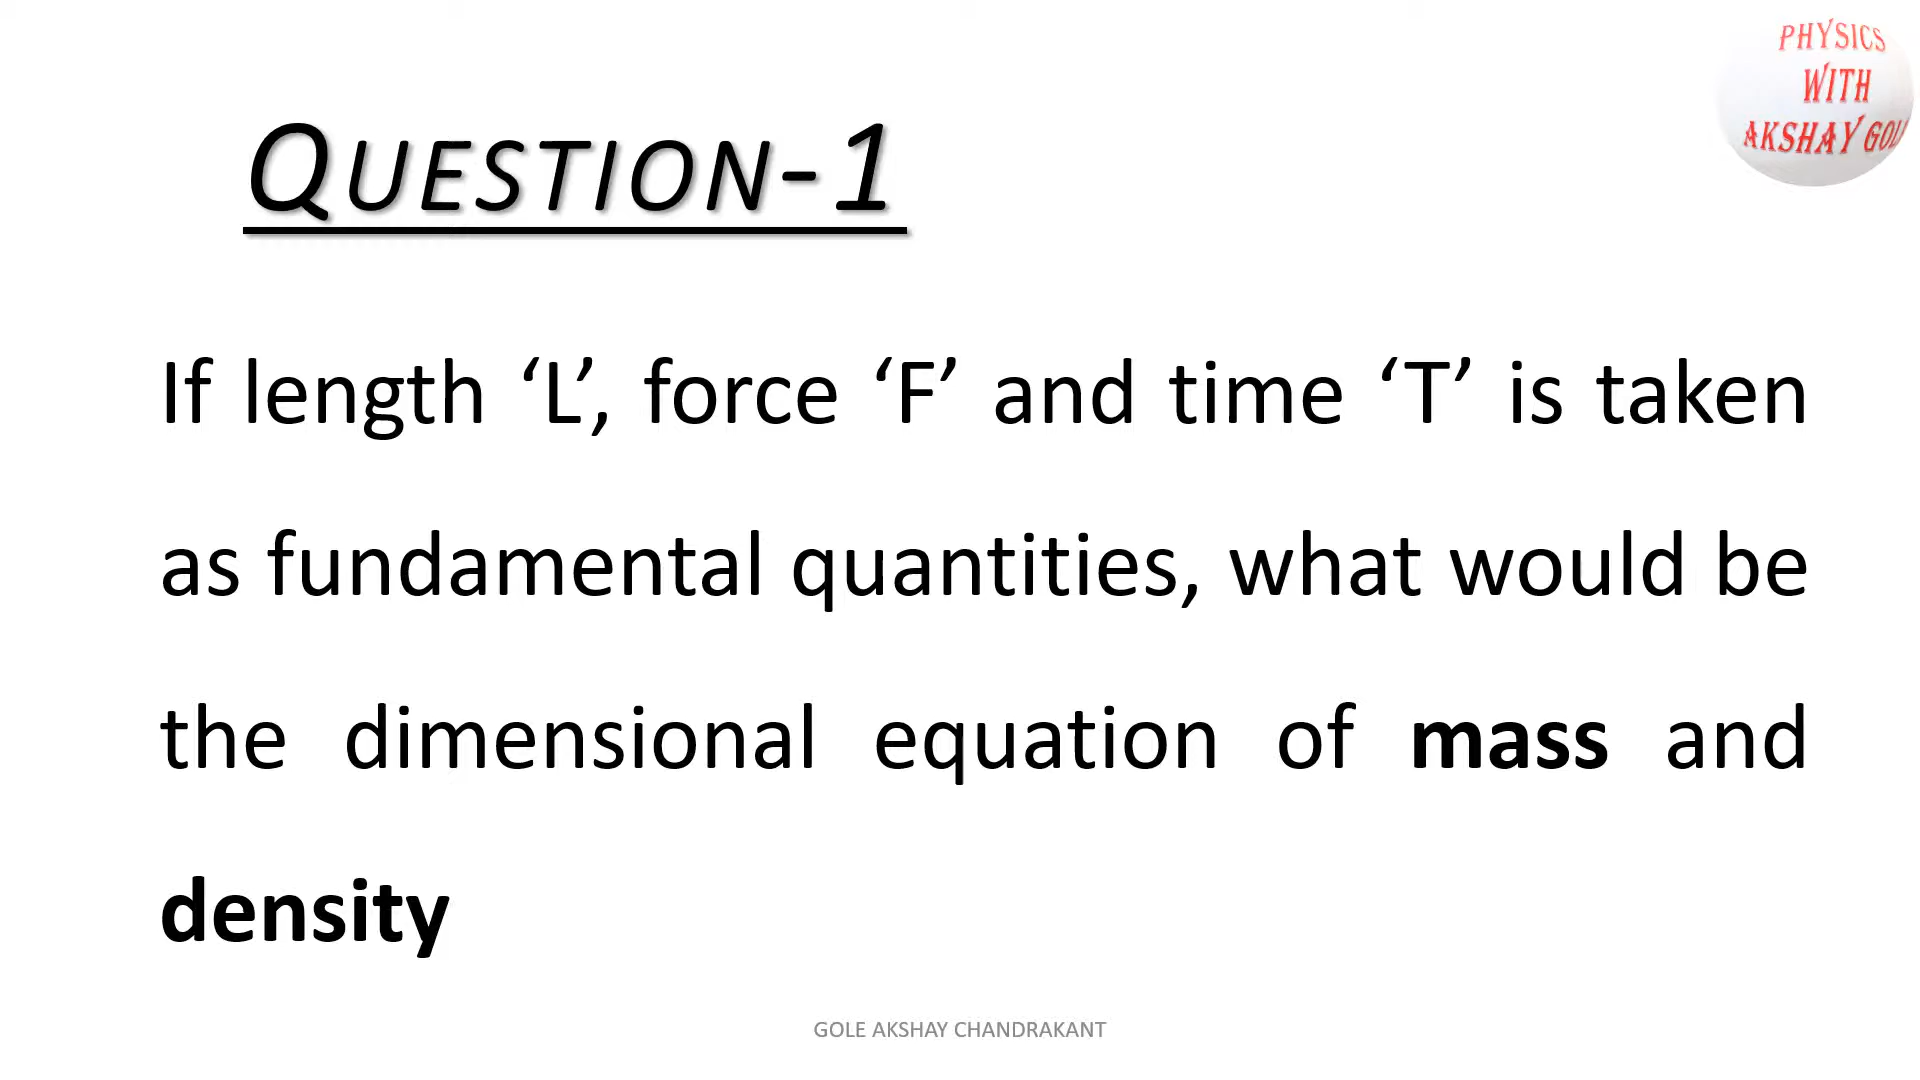 PHYSICS
WITH
AKSHAY GOL
QUESTION-1
If length ‘L’, force ‘F’ and time ‘T’ is taken
as fundamental quantities, what would be
the dimensional equation of mass and
density
GOLE AKSHAY CHANDRAKANT